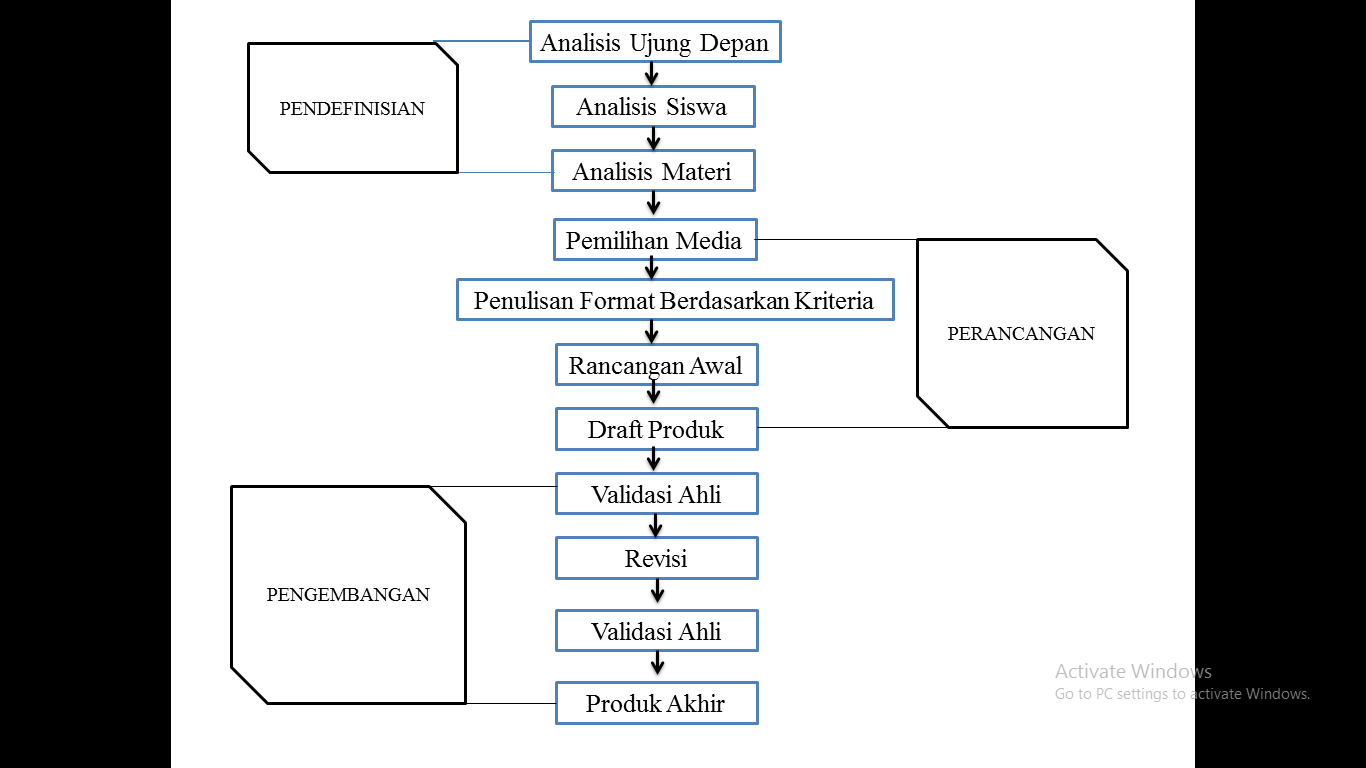 Analisis Ujung Depan
PENDEFINISIAN
Analisis Siswa
Analisis Materi
Pemilihan Media
Penulisan Format Berdasarkan Kriteria
PERANCANGAN
Rancangan Awal
Draft Produk
Validasi Ahli
Revisi
PENGEMBANGAN
Validasi Ahli
Produk Akhir
Activate Windows
Go to PC settings to activate Windows.